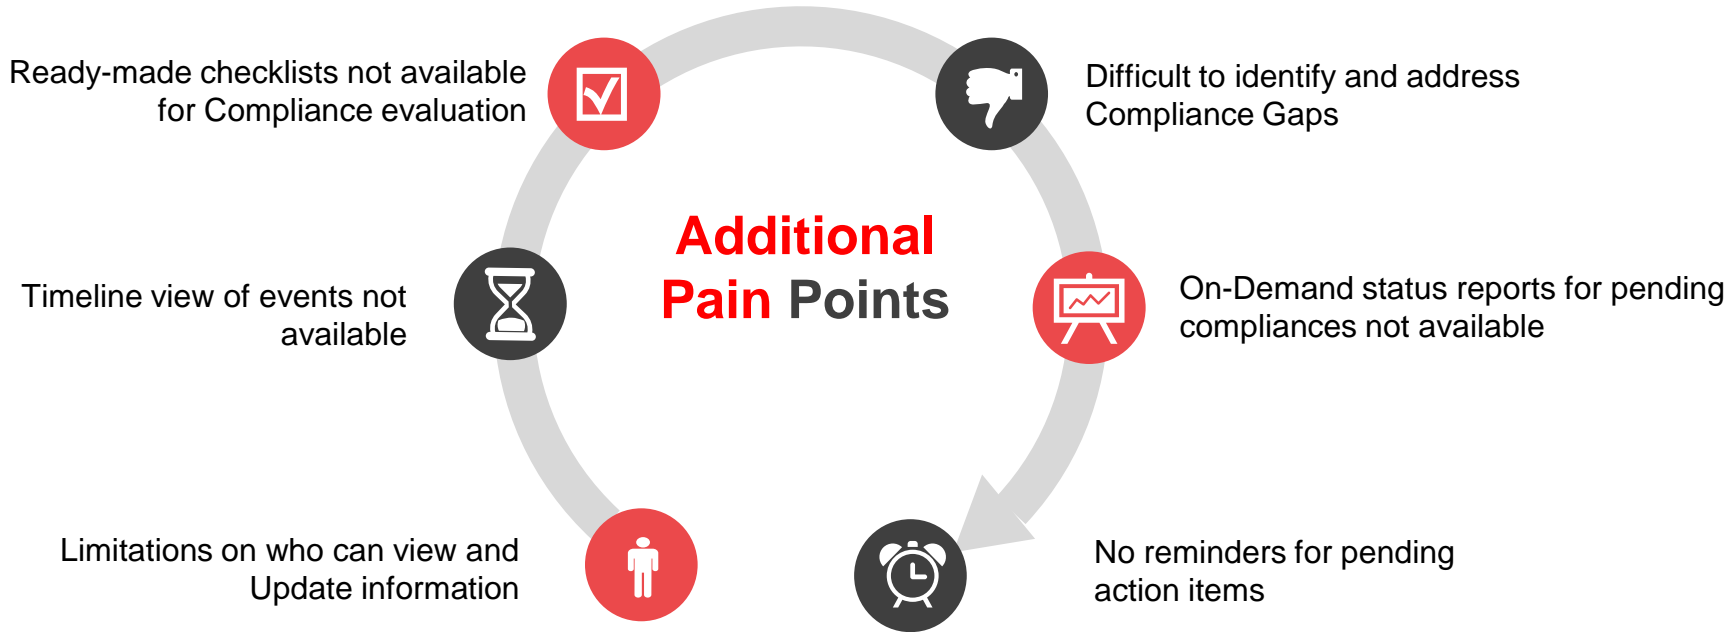 Ready-made checklists not available
for Compliance evaluation
Difficult to identify and address
Compliance Gaps
Additional
Pain Points
Timeline view of events not
available
On-Demand status reports for pending
compliances not available
Limitations on who can view and
Update information
No reminders for pending
action items